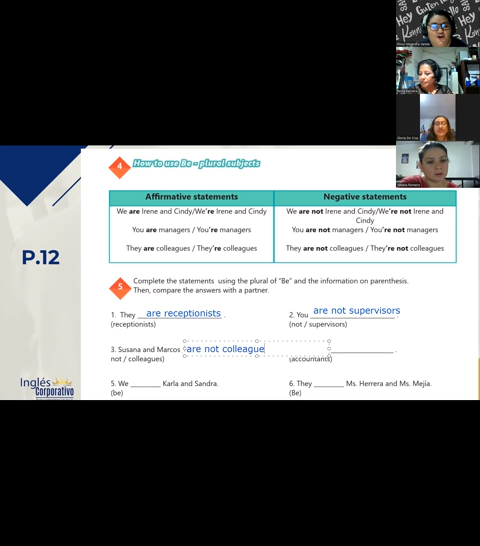 4 How to use Be - plural subjects
Affirmative statements
Negative statements
We are Irene and Cindy/We're Irene and Cindy
We are not Irene and Cindy/We're not Irene and
Cindy
You are managers / You're managers
You are not managers / You're not managers
They are colleagues / They're colleagues
They are not colleagues / They're not colleagues
P.12
5 Complete the statements using the plural of "Be" and the information on parenthesis.
Then, compare the answers with a partner.
1. They are receptionists .
(receptionists)
2. You are not supervisors .
(not / supervisors)
3. Susana and Marcos are not colleague
not / colleagues)
.
(accountants)
5. We ________ Karla and Sandra.
(be)
6. They ________ Ms. Herrera and Ms. Mejía.
(Be)
Inglés
Corporativo